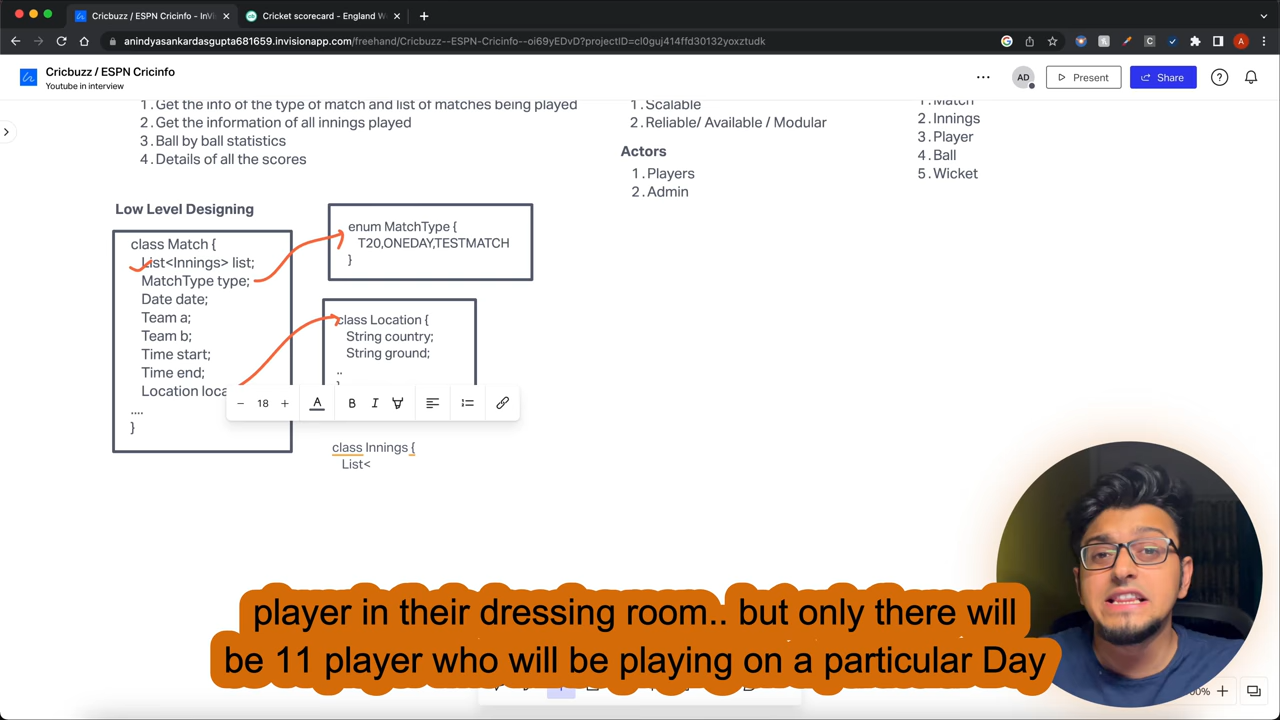 Cricbuzz / ESPN Cricinfo - InVi
Cricket scorecard - England W
anindyasankardasgupta681659.invisionapp.com/freehand/Cricbuzz--ESPN-Cricinfo--oi69yEDvD?projectID=cl0guj414ffd30132yoxztudk
Cricbuzz / ESPN Cricinfo
Youtube in interview
AD
Present
Share
1. Get the info of the type of match and list of matches being played
2. Get the information of all innings played
3. Ball by ball statistics
4. Details of all the scores
1. Scalable
2. Reliable/ Available / Modular
Actors
1. Players
2. Admin
1. Match
2. Innings
3. Player
4. Ball
5. Wicket
Low Level Designing
class Match {
List<Innings> list;
MatchType type;
Date date;
Team a;
Team b;
Time start;
Time end;
Location loca
....
}
enum MatchType {
T20,ONEDAY,TESTMATCH
}
class Location {
String country;
String ground;
..
}
18
A
B
I
class Innings {
List<
player in their dressing room.. but only there will
be 11 player who will be playing on a particular Day